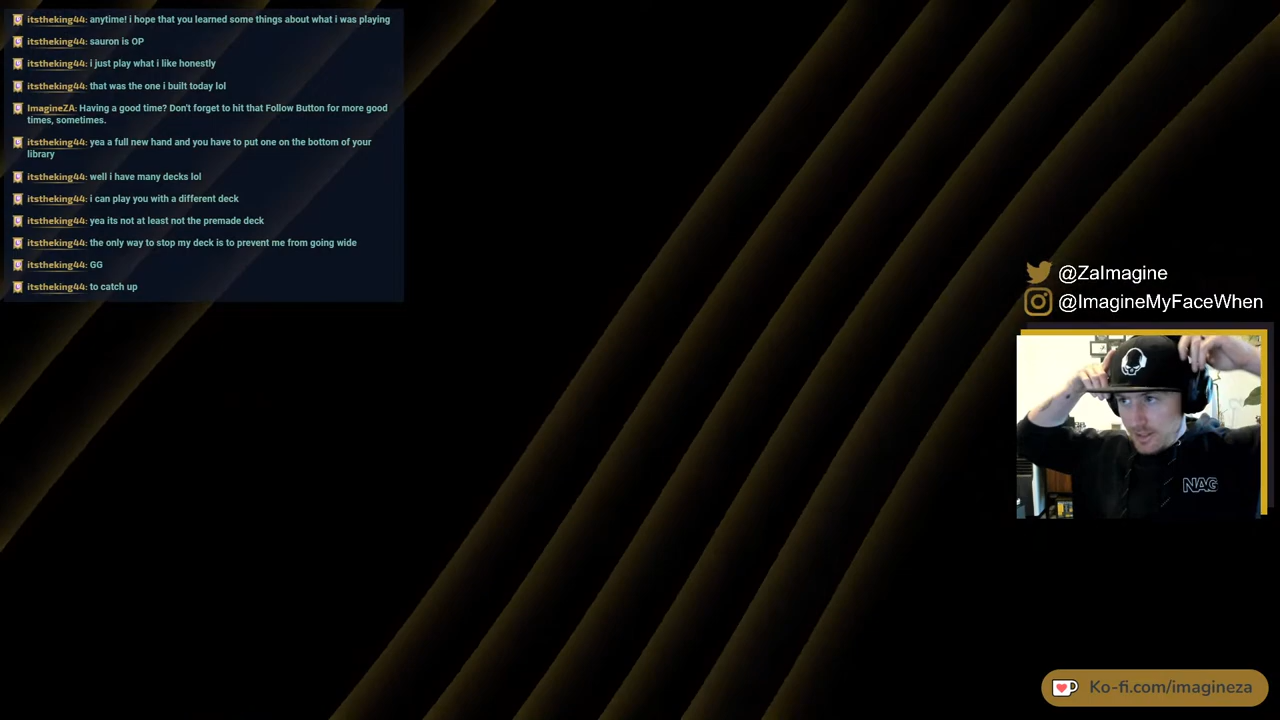 itstheking44: anytime! i hope that you learned some things about what i was playing
itstheking44: sauron is OP
itstheking44: i just play what i like honestly
itstheking44: that was the one i built today lol
ImagineZA: Having a good time? Don't forget to hit that Follow Button for more good
times, sometimes.
itstheking44: yea a full new hand and you have to put one on the bottom of your
library
itstheking44: well i have many decks lol
itstheking44: i can play you with a different deck
itstheking44: yea its not at least not the premade deck
itstheking44: the only way to stop my deck is to prevent me from going wide
itstheking44: GG
itstheking44: to catch up
@ZaImagine
@ImagineMyFaceWhen
NAG
Ko-fi.com/imagineza